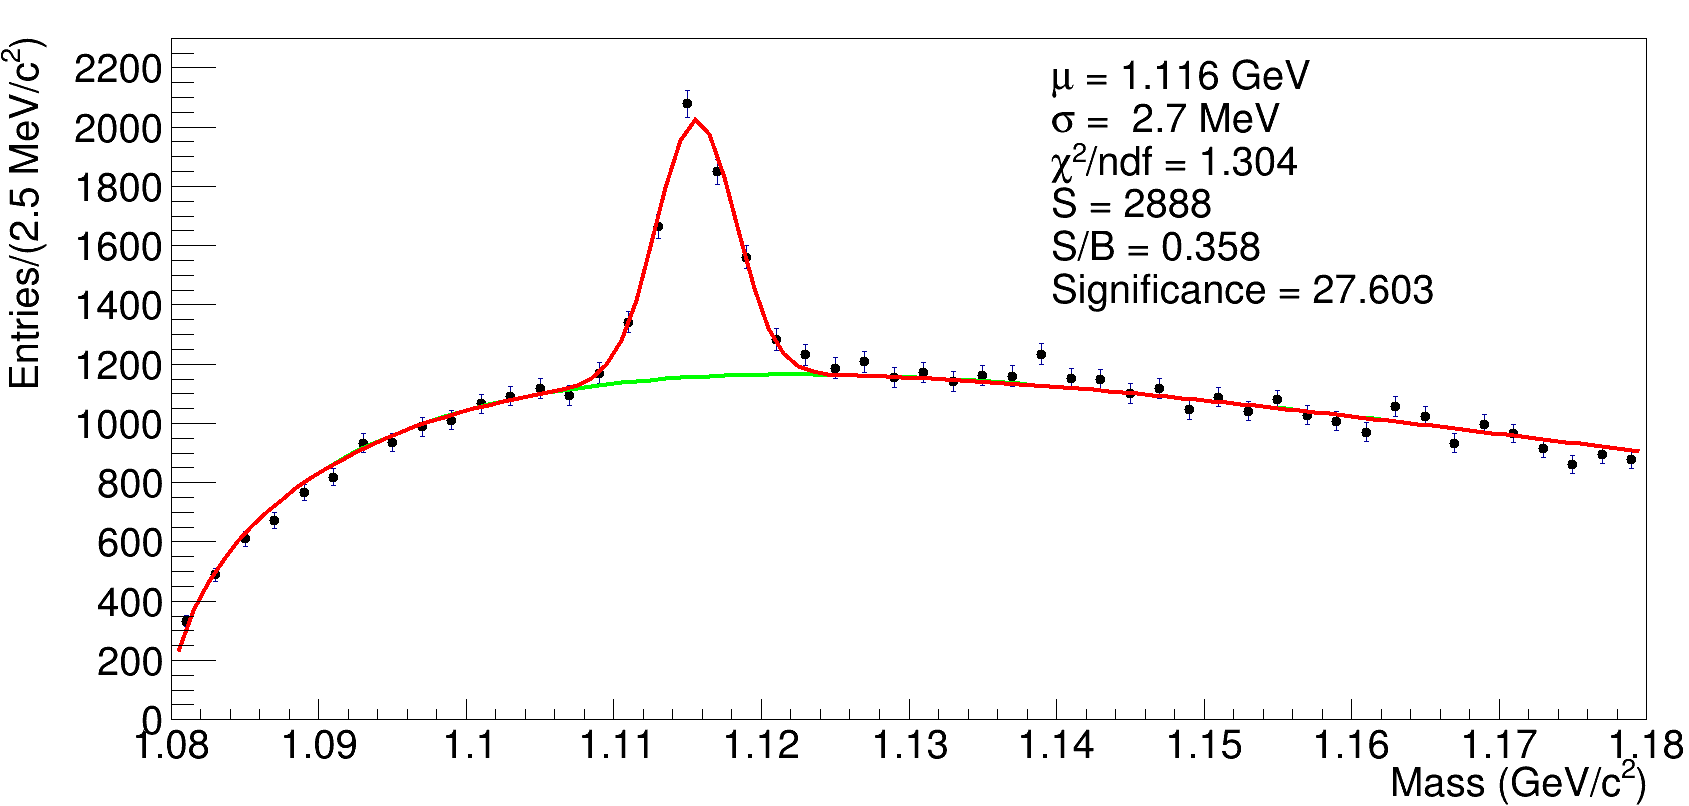 Entries/(2.5 MeV/c²)
2200
2000
1800
1600
1400
1200
1000
800
600
400
200
0
μ = 1.116 GeV
σ = 2.7 MeV
χ²/ndf = 1.304
S = 2888
S/B = 0.358
Significance = 27.603
1.08 1.09 1.1 1.11 1.12 1.13 1.14 1.15 1.16 1.17 1.18
Mass (GeV/c²)